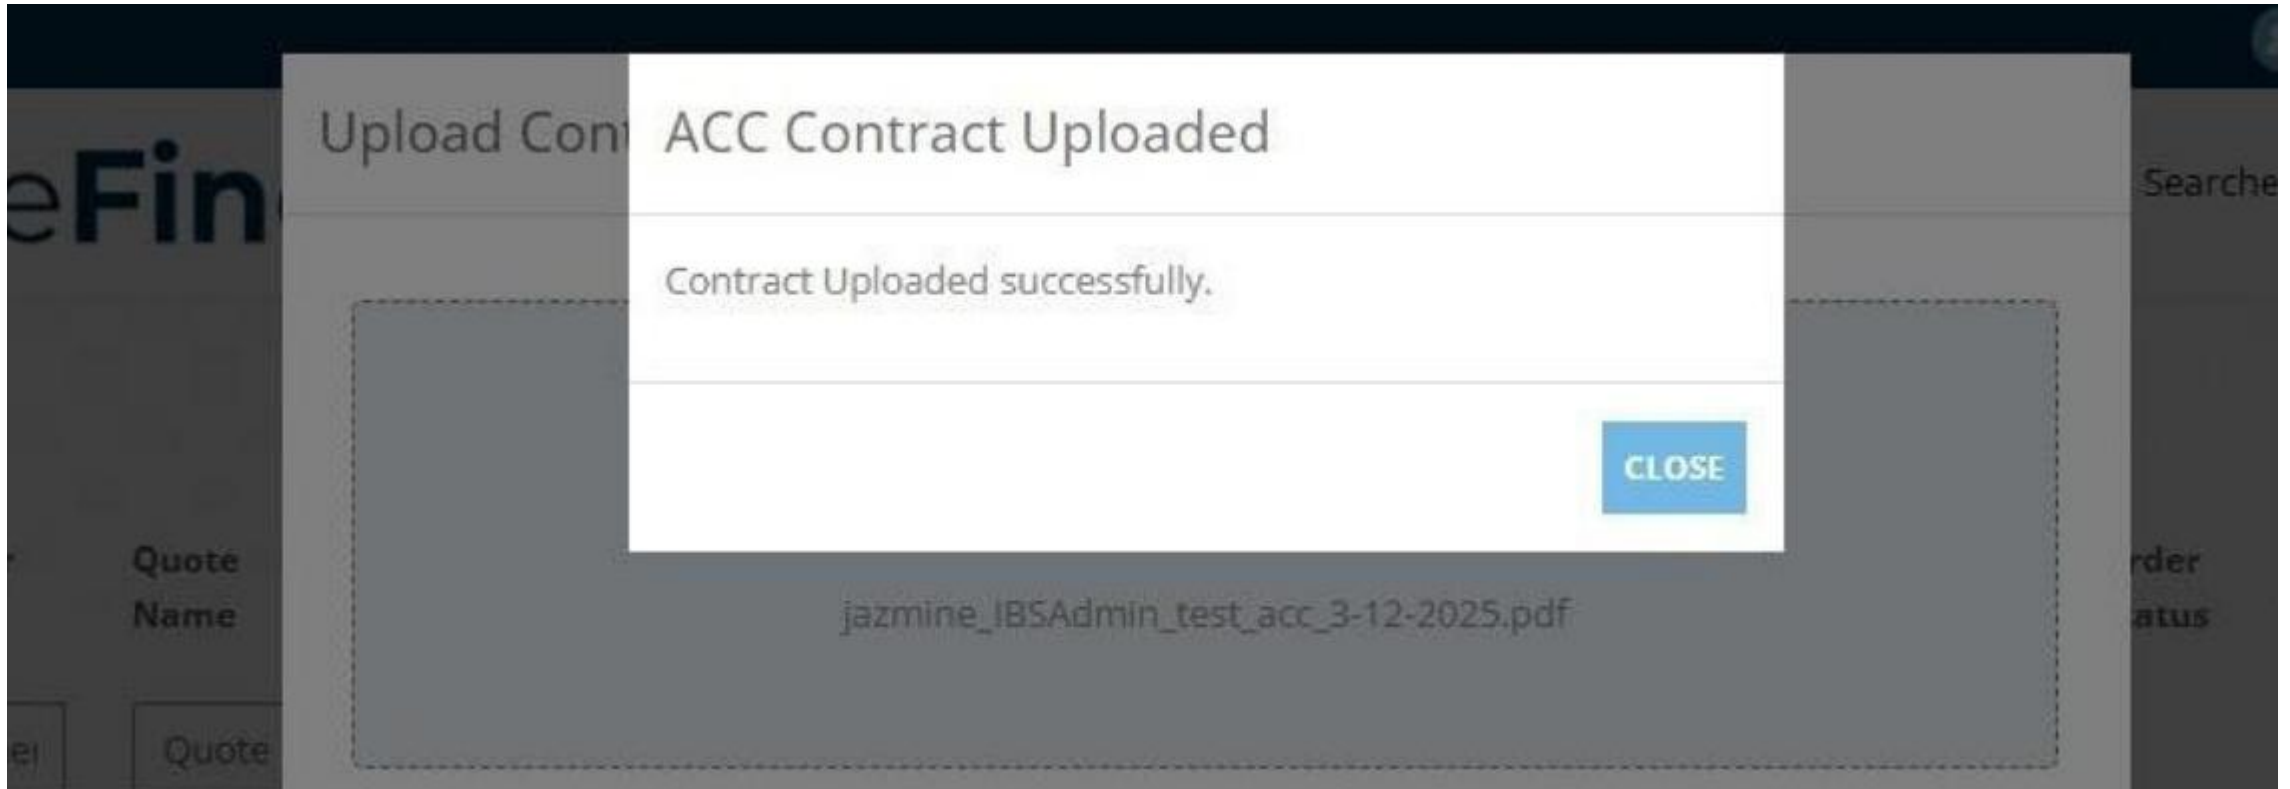 Upload Con
ACC Contract Uploaded
eFin
Searche
Contract Uploaded successfully.
CLOSE
Quote
Name
rder
atus
jazmine_IBSAdmin_test_acc_3-12-2025.pdf
Quote